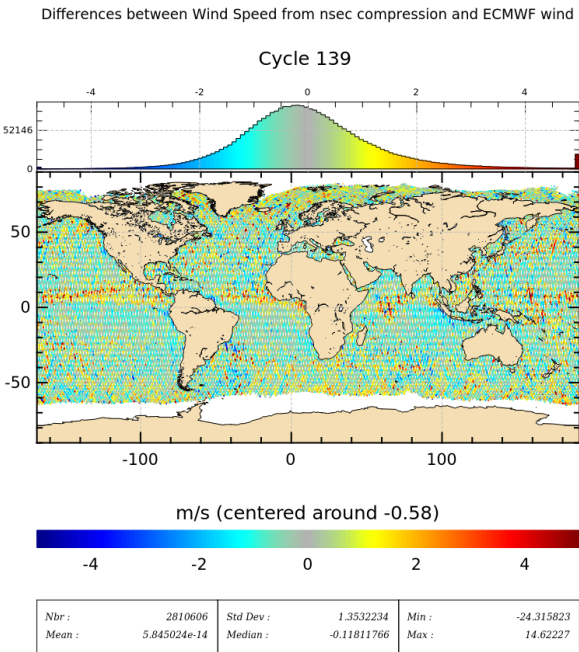 Differences between Wind Speed from nsec compression and ECMWF wind
Cycle 139
-4 -2 0 2 4
52146
0
50
0
-50
-100 0 100
m/s (centered around -0.58)
-4 -2 0 2 4
Nbr : 2810606 Std Dev : 1.3532234 Min : -24.315823
Mean : 5.845024e-14 Median : -0.11811766 Max : 14.62227